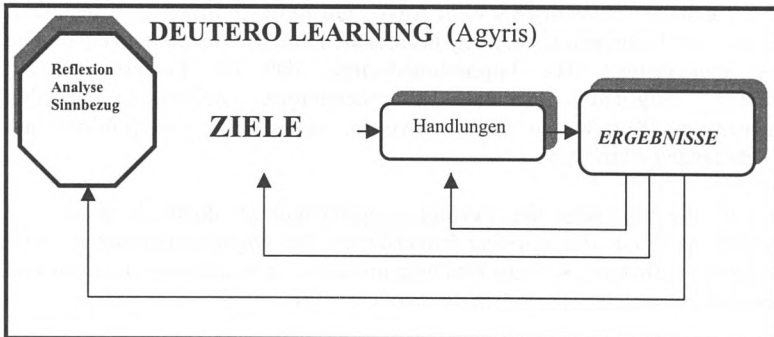 DEUTERO LEARNING (Agyris)
Reflexion
Analyse
Sinnbezug
ZIELE
Handlungen
ERGEBNISSE